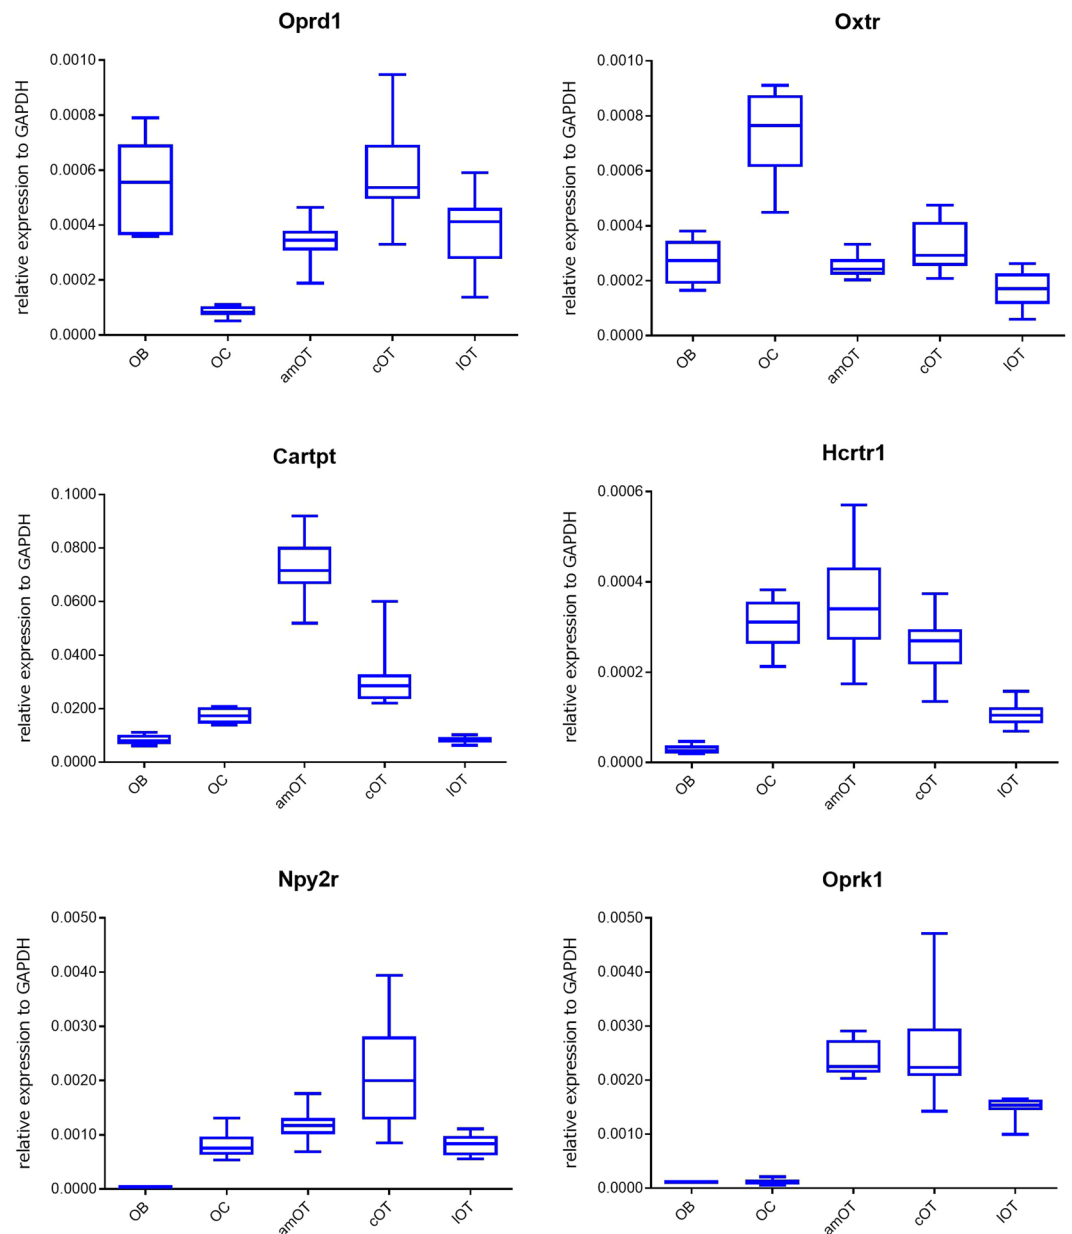 Oprd1
relative expression to GAPDH
0.0010
0.0008
0.0006
0.0004
0.0002
0.0000
OB
OC
amOT
cOT
lOT
Oxtr
relative expression to GAPDH
0.0010
0.0008
0.0006
0.0004
0.0002
0.0000
OB
OC
amOT
cOT
lOT
Cartpt
relative expression to GAPDH
0.1000
0.0800
0.0600
0.0400
0.0200
0.0000
OB
OC
amOT
cOT
lOT
Hcrtr1
relative expression to GAPDH
0.0006
0.0004
0.0002
0.0000
OB
OC
amOT
cOT
lOT
Npy2r
relative expression to GAPDH
0.0050
0.0040
0.0030
0.0020
0.0010
0.0000
OB
OC
amOT
cOT
lOT
Oprk1
relative expression to GAPDH
0.0050
0.0040
0.0030
0.0020
0.0010
0.0000
OB
OC
amOT
cOT
lOT